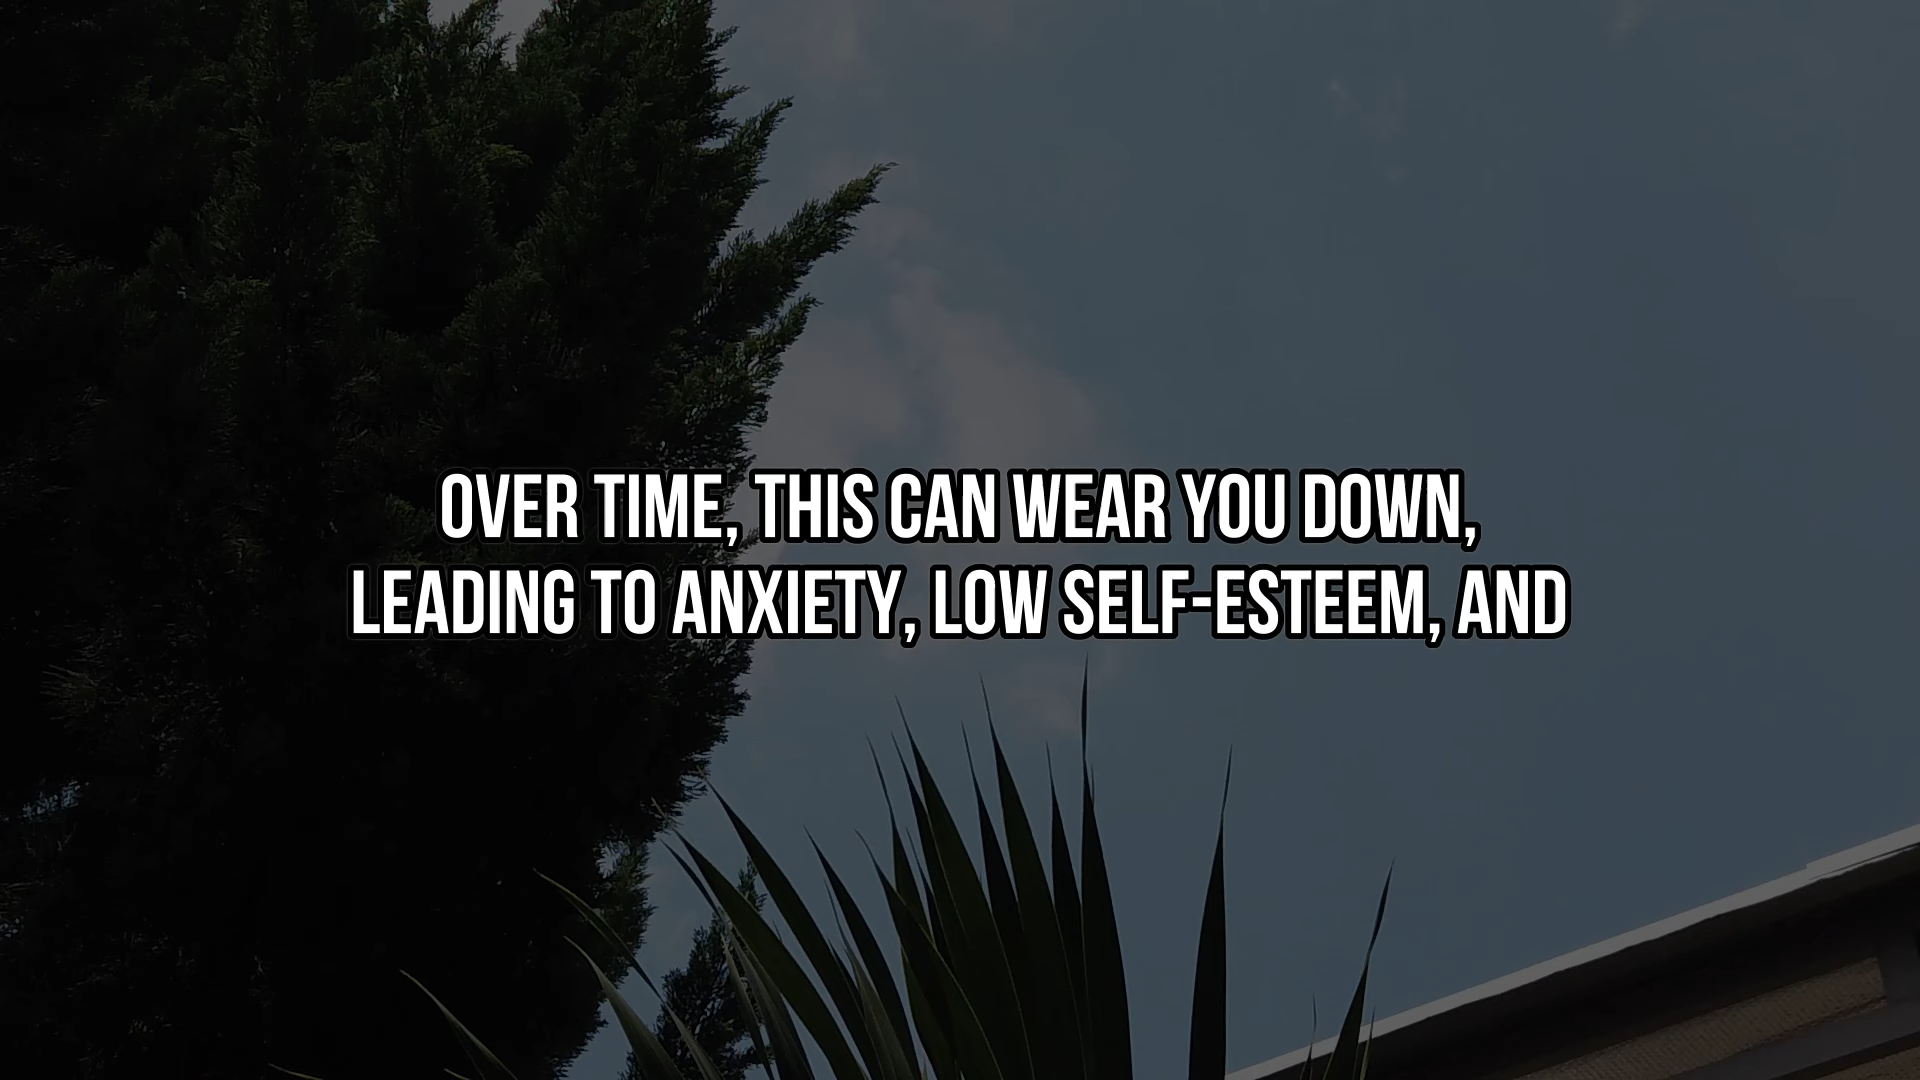 OVER TIME, THIS CAN WEAR YOU DOWN,
LEADING TO ANXIETY, LOW SELF-ESTEEM, AND